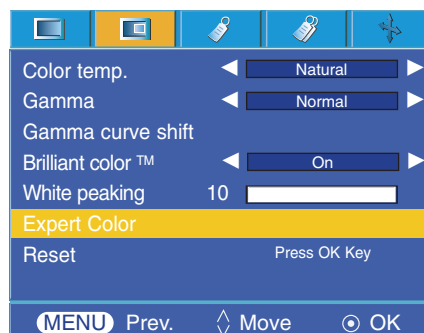 Color temp. Natural
Gamma Normal
Gamma curve shift
Brilliant color ™ On
White peaking 10
Expert Color
Reset Press OK Key
MENU Prev. Move OK